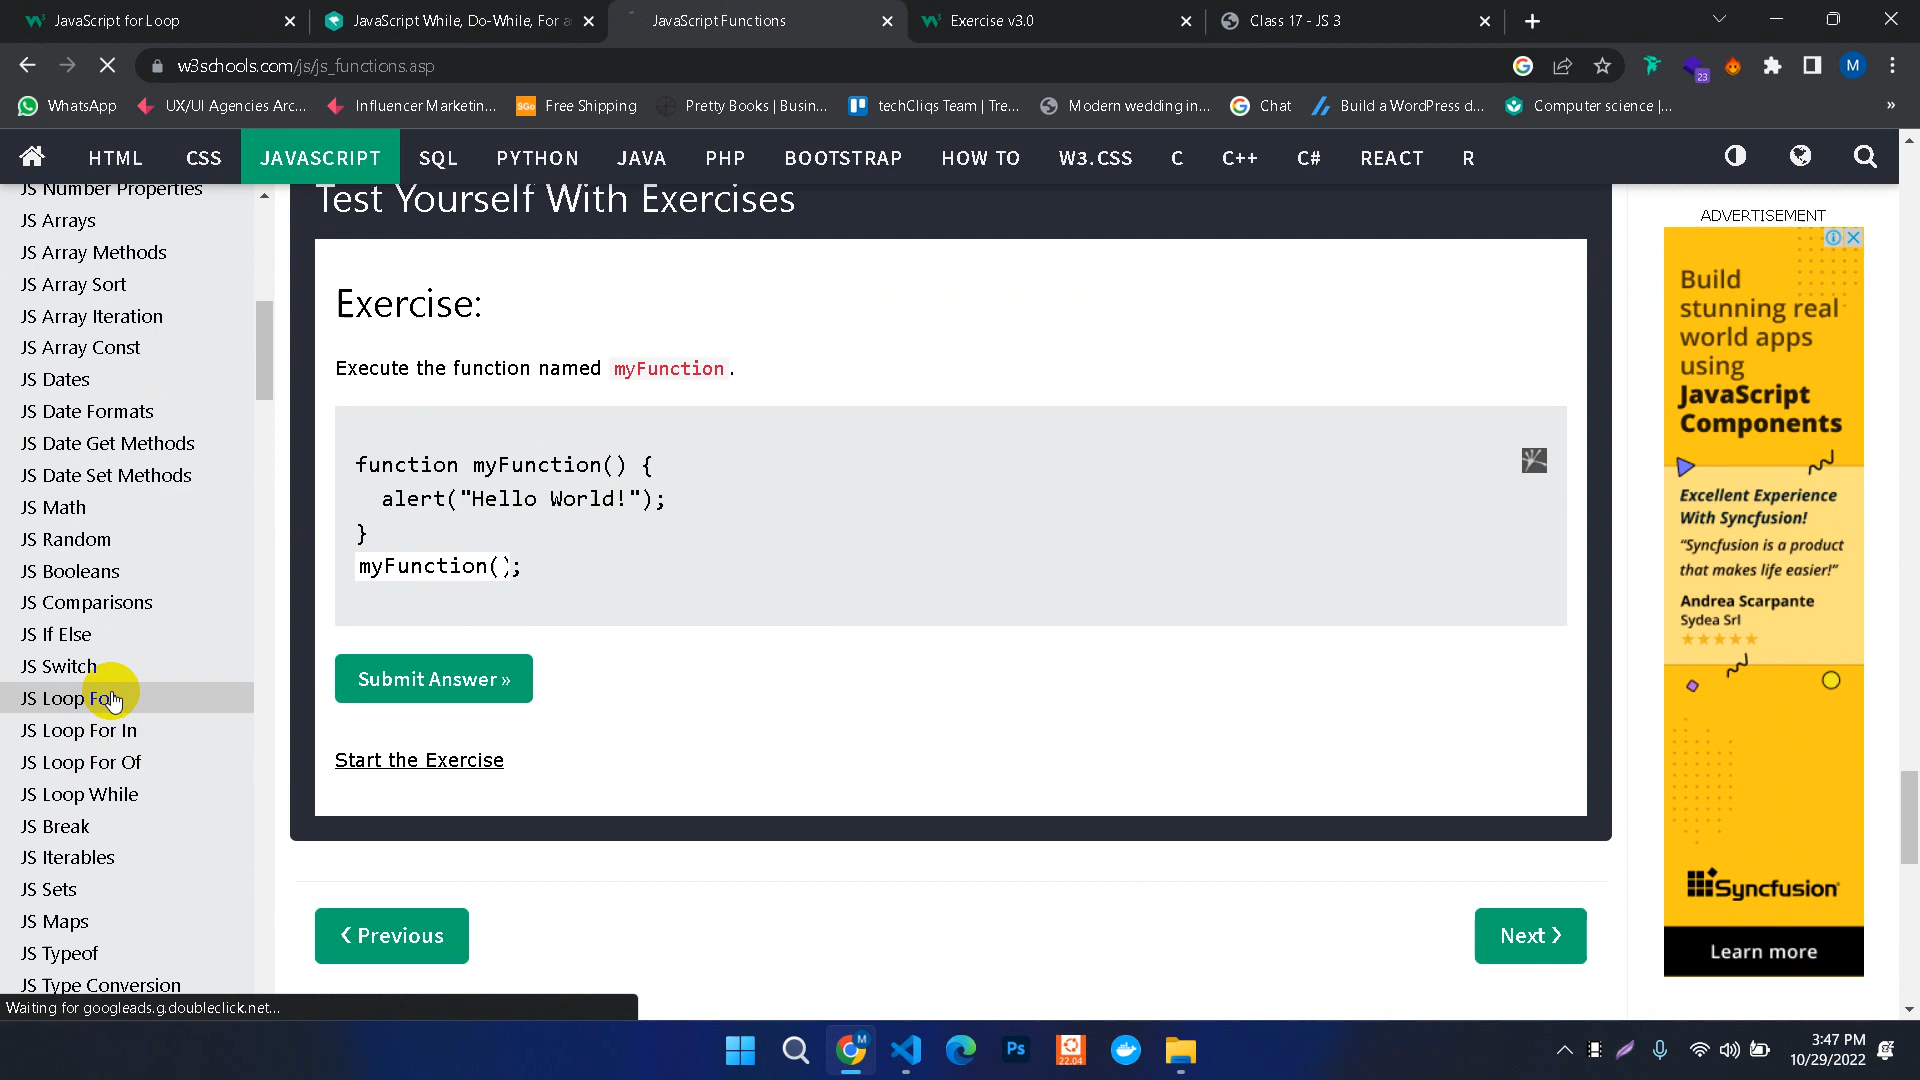 JavaScript for Loop
JavaScript While, Do-While, For a
JavaScript Functions
Exercise v3.0
Class 17 - JS 3
w3schools.com/js/js_functions.asp
23
M
WhatsApp
UX/UI Agencies Arc...
Influencer Marketin...
SGo
Free Shipping
Pretty Books | Busin...
techCliqs Team | Tre...
Modern wedding in...
Chat
Build a WordPress d...
Computer science |...
»
HTML
CSS
JAVASCRIPT
SQL
PYTHON
JAVA
PHP
BOOTSTRAP
HOW TO
W3.CSS
C
C++
C#
REACT
R
JS Number Properties
JS Arrays
JS Array Methods
JS Array Sort
JS Array Iteration
JS Array Const
JS Dates
JS Date Formats
JS Date Get Methods
JS Date Set Methods
JS Math
JS Random
JS Booleans
JS Comparisons
JS If Else
JS Switch
JS Loop For
JS Loop For In
JS Loop For Of
JS Loop While
JS Break
JS Iterables
JS Sets
JS Maps
JS Typeof
JS Type Conversion
Waiting for googleads.g.doubleclick.net...
Test Yourself With Exercises
Exercise:
Execute the function named myFunction.
function myFunction() {
alert("Hello World!");
}
myFunction();
Submit Answer »
Start the Exercise
❮ Previous
Next ❯
ADVERTISEMENT
Build
stunning real
world apps
using
JavaScript
Components
Excellent Experience
With Syncfusion!
“Syncfusion is a product
that makes life easier!”
Andrea Scarpante
Sydea Srl
★★★★★
Syncfusion
Learn more
M
Ps
22.04
3:47 PM
10/29/2022